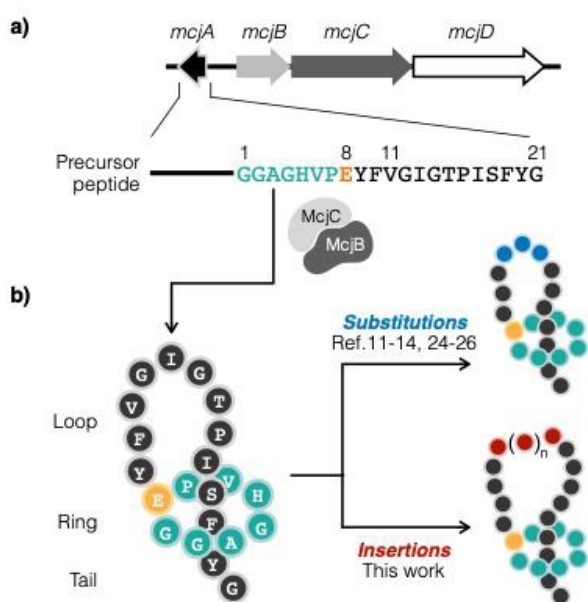 a)
mcjA mcjB mcjC mcjD
1 8 11 21
Precursor peptide GGAGHVPEYFVGIGTPISFYG
McjC
McjB
b)
Substitutions
Ref.11-14, 24-26
Loop
Ring
Tail
G I G
V T
F P
Y I
E P S V H
G G F A G
Y
G
( )n
Insertions
This work